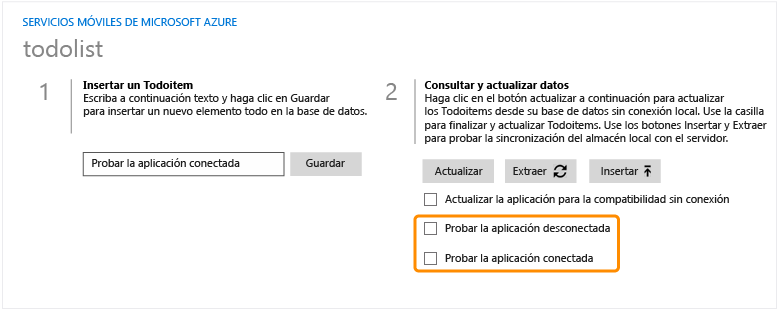 SERVICIOS MÓVILES DE MICROSOFT AZURE
todolist
1
Insertar un Todoitem
Escriba a continuación texto y haga clic en Guardar
para insertar un nuevo elemento todo en la base de datos.
Probar la aplicación conectada
Guardar
2
Consultar y actualizar datos
Haga clic en el botón actualizar a continuación para actualizar
los Todoitems desde su base de datos sin conexión local. Use la casilla
para finalizar y actualizar Todoitems. Use los botones Insertar y Extraer
para probar la sincronización del almacén local con el servidor.
Actualizar
Extraer
Insertar
Actualizar la aplicación para la compatibilidad sin conexión
Probar la aplicación desconectada
Probar la aplicación conectada